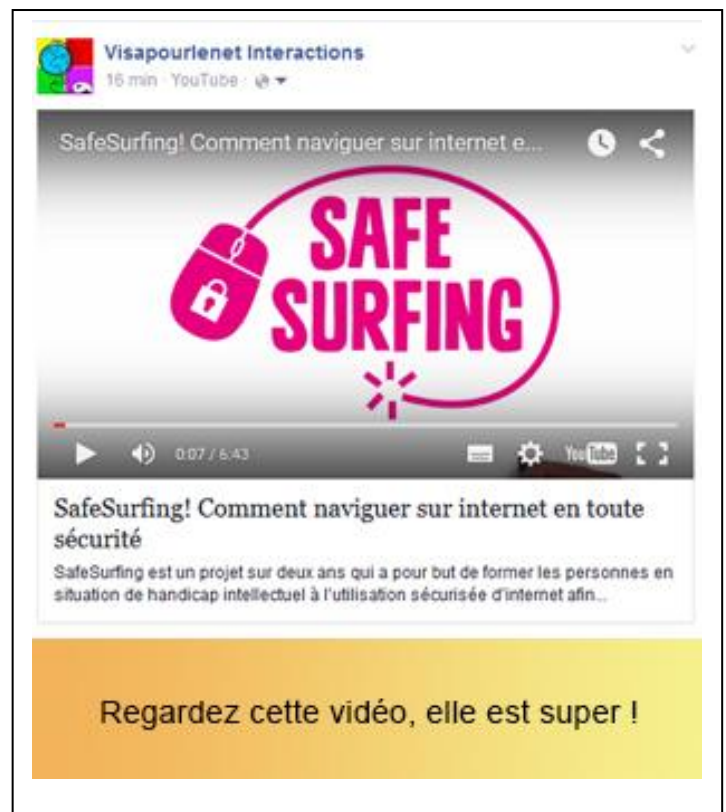 Visapourlenet Interactions
16 min · YouTube ·
SafeSurfing! Comment naviguer sur internet e...
SAFE
SURFING
0:07 / 6:43
YouTube
SafeSurfing! Comment naviguer sur internet en toute
sécurité
SafeSurfing est un projet sur deux ans qui a pour but de former les personnes en
situation de handicap intellectuel à l'utilisation sécurisée d'internet afin...
Regardez cette vidéo, elle est super !